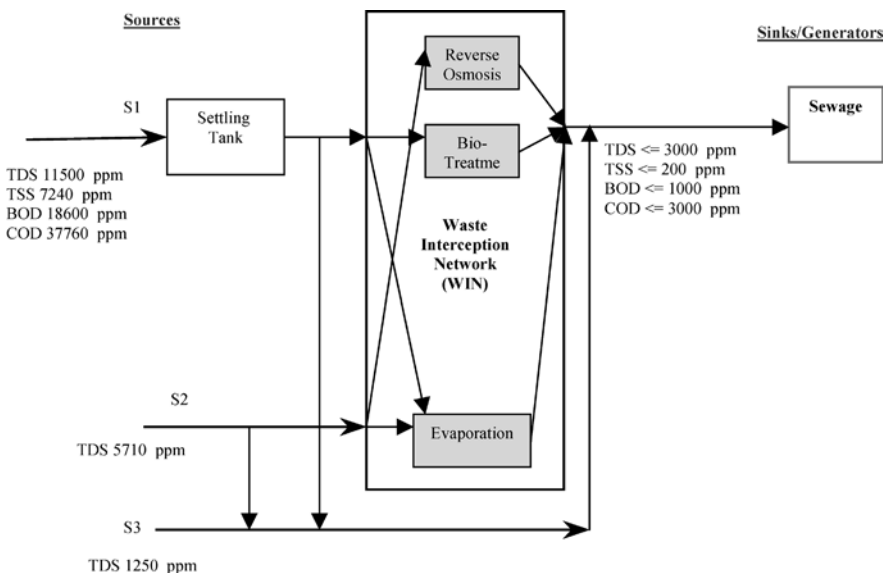 Sources
Sinks/Generators
Reverse
Osmosis
S1
Settling
Tank
Sewage
Bio-
Treatme
TDS 11500 ppm
TSS 7240 ppm
BOD 18600 ppm
COD 37760 ppm
TDS <= 3000 ppm
TSS <= 200 ppm
BOD <= 1000 ppm
COD <= 3000 ppm
Waste
Interception
Network
(WIN)
S2
Evaporation
TDS 5710 ppm
S3
TDS 1250 ppm